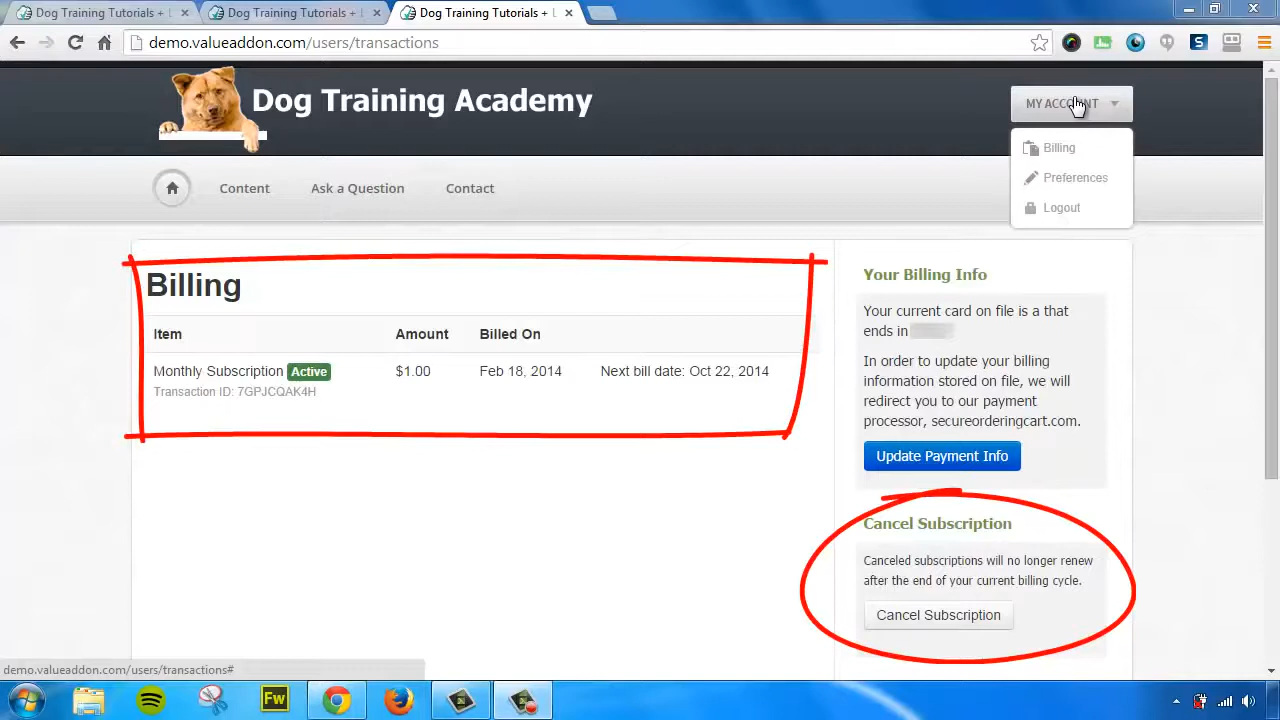 Dog Training Tutorials + L
Dog Training Tutorials + L
Dog Training Tutorials + L
demo.valueaddon.com/users/transactions
S
Dog Training Academy
MY ACCOUNT
Billing
Preferences
Logout
Content
Ask a Question
Contact
Billing
Item Amount Billed On
Monthly Subscription Active $1.00 Feb 18, 2014 Next bill date: Oct 22, 2014
Transaction ID: 7GPJCQAK4H
Your Billing Info
Your current card on file is a that
ends in
In order to update your billing
information stored on file, we will
redirect you to our payment
processor, secureorderingcart.com.
Update Payment Info
Cancel Subscription
Canceled subscriptions will no longer renew
after the end of your current billing cycle.
Cancel Subscription
demo.valueaddon.com/users/transactions#
Fw